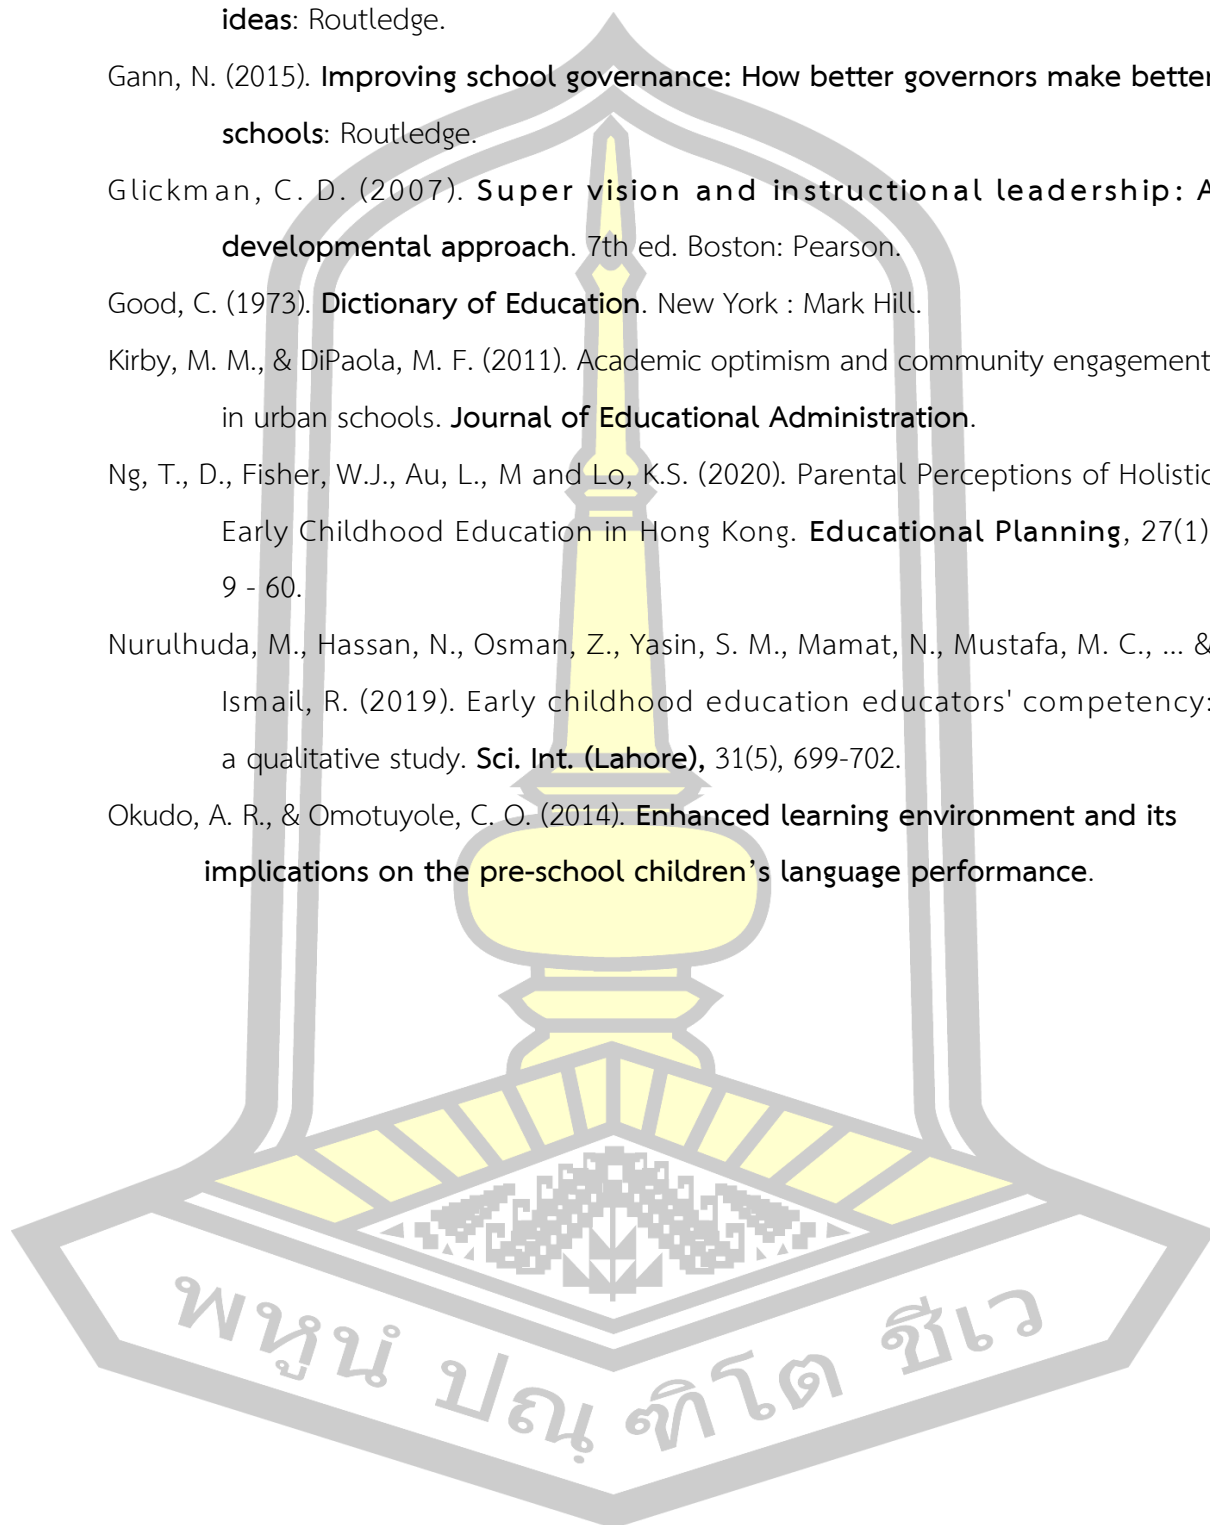 ideas: Routledge.
Gann, N. (2015). Improving school governance: How better governors make better
schools: Routledge.
Glickman, C. D. (2007). Super vision and instructional leadership: A
developmental approach. 7th ed. Boston: Pearson.
Good, C. (1973). Dictionary of Education. New York : Mark Hill.
Kirby, M. M., & DiPaola, M. F. (2011). Academic optimism and community engagement
in urban schools. Journal of Educational Administration.
Ng, T., D., Fisher, W.J., Au, L., M and Lo, K.S. (2020). Parental Perceptions of Holistic
Early Childhood Education in Hong Kong. Educational Planning, 27(1)
9 - 60.
Nurulhuda, M., Hassan, N., Osman, Z., Yasin, S. M., Mamat, N., Mustafa, M. C., ... &
Ismail, R. (2019). Early childhood education educators' competency:
a qualitative study. Sci. Int. (Lahore), 31(5), 699-702.
Okudo, A. R., & Omotuyole, C. O. (2014). Enhanced learning environment and its
implications on the pre-school children’s language performance.
พหูนํ ปณฺฑิโต ชีเว